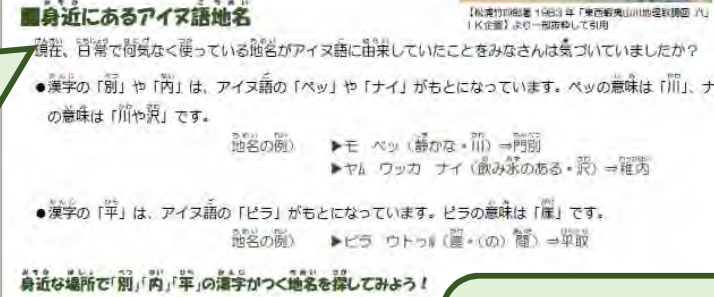 【松浦竹四郎著 1983年「東西蝦夷山川地理取調図 六」
IK企画】より一部抜粋して引用
身近にあるアイヌ語地名
現在、日常で何気なく使っている地名がアイヌ語に由来していたことをみなさんは気づいていましたか？
●漢字の「別」や「内」は、アイヌ語の「ペッ」や「ナイ」がもとになっています。ペッの意味は「川」、ナ
の意味は「川や沢」です。
地名の例） ▶モ ペッ（静かな・川）⇒門別
▶ヤム ワッカ ナイ（飲み水のある・沢）⇒稚内
●漢字の「平」は、アイヌ語の「ピラ」がもとになっています。ピラの意味は「崖」です。
地名の例） ▶ピラ ウトゥㇽ（崖・(の) 間）⇒平取
身近な場所で「別」「内」「平」の漢字がつく地名を探してみよう！